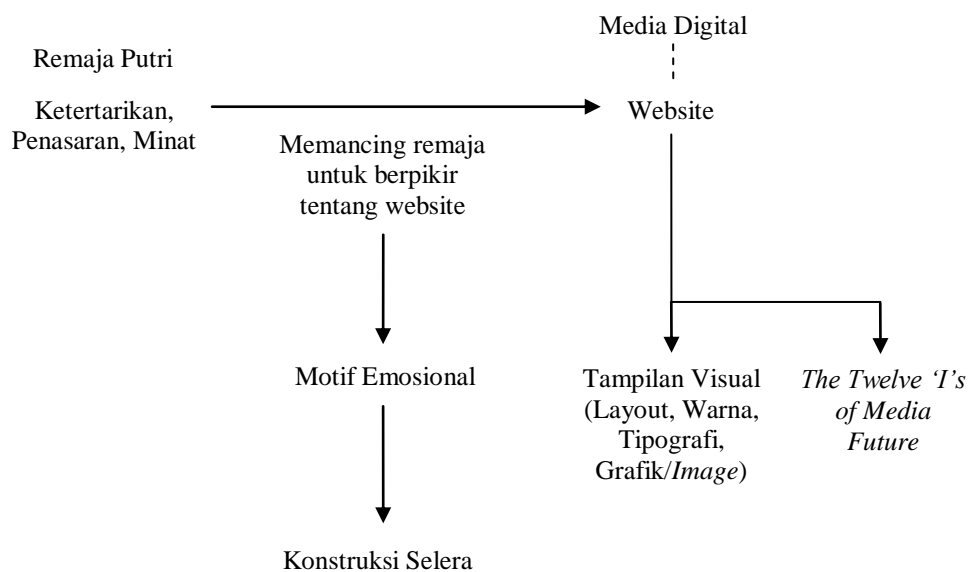 Media Digital
Remaja Putri
Ketertarikan,
Penasaran, Minat
Website
Memancing remaja
untuk berpikir
tentang website
Motif Emosional
Tampilan Visual
(Layout, Warna,
Tipografi,
Grafik/Image)
The Twelve ‘I’s
of Media
Future
Konstruksi Selera